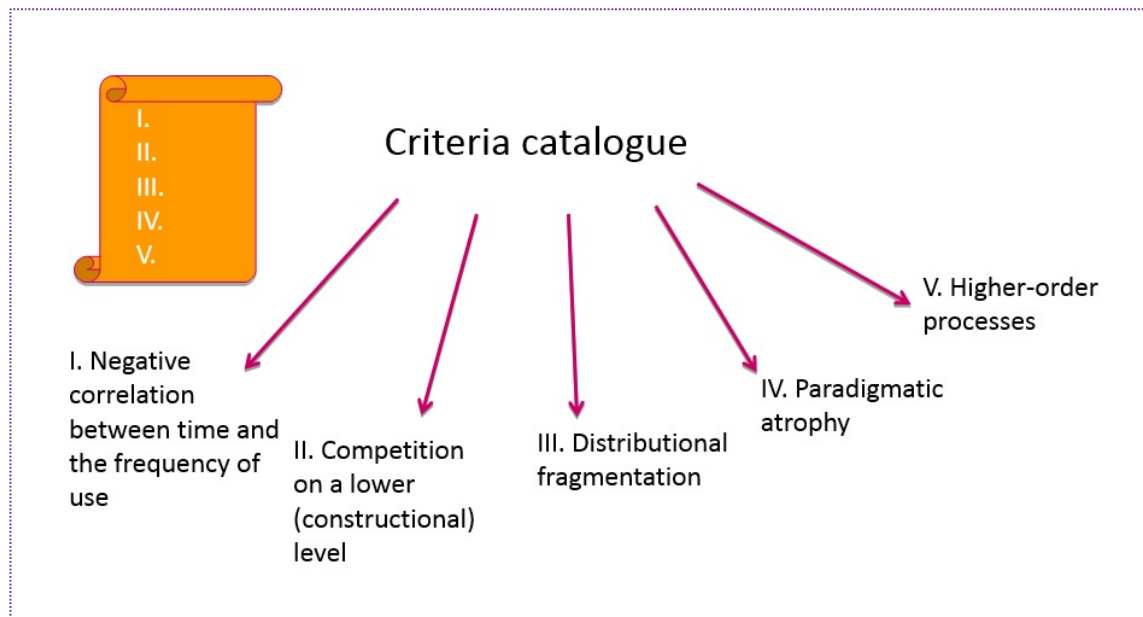 I.
II.
III.
IV.
V.
Criteria catalogue
I. Negative
correlation
between time and
the frequency of
use
II. Competition
on a lower
(constructional)
level
III. Distributional
fragmentation
IV. Paradigmatic
atrophy
V. Higher-order
processes